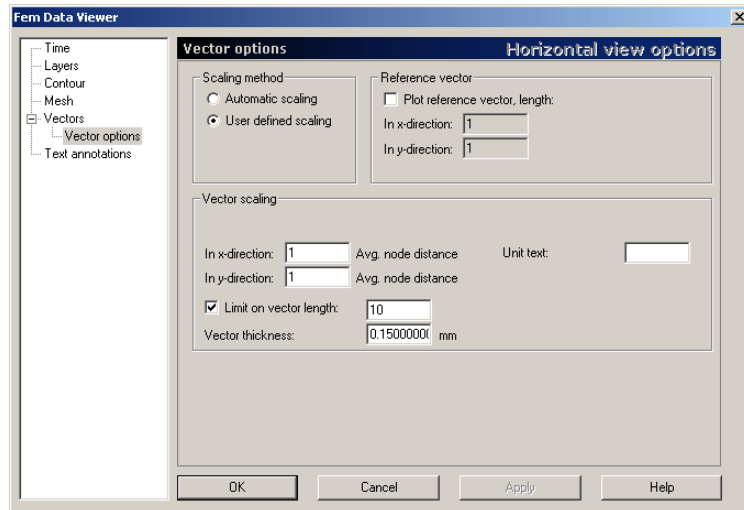 Fem Data Viewer
Time
Layers
Contour
Mesh
Vectors
Vector options
Text annotations
Vector options Horizontal view options
Scaling method
Automatic scaling
User defined scaling
Reference vector
Plot reference vector, length:
In x-direction: 1
In y-direction: 1
Vector scaling
In x-direction: 1 Avg. node distance Unit text:
In y-direction: 1 Avg. node distance
Limit on vector length: 10
Vector thickness: 0.1500000 mm
OK Cancel Apply Help